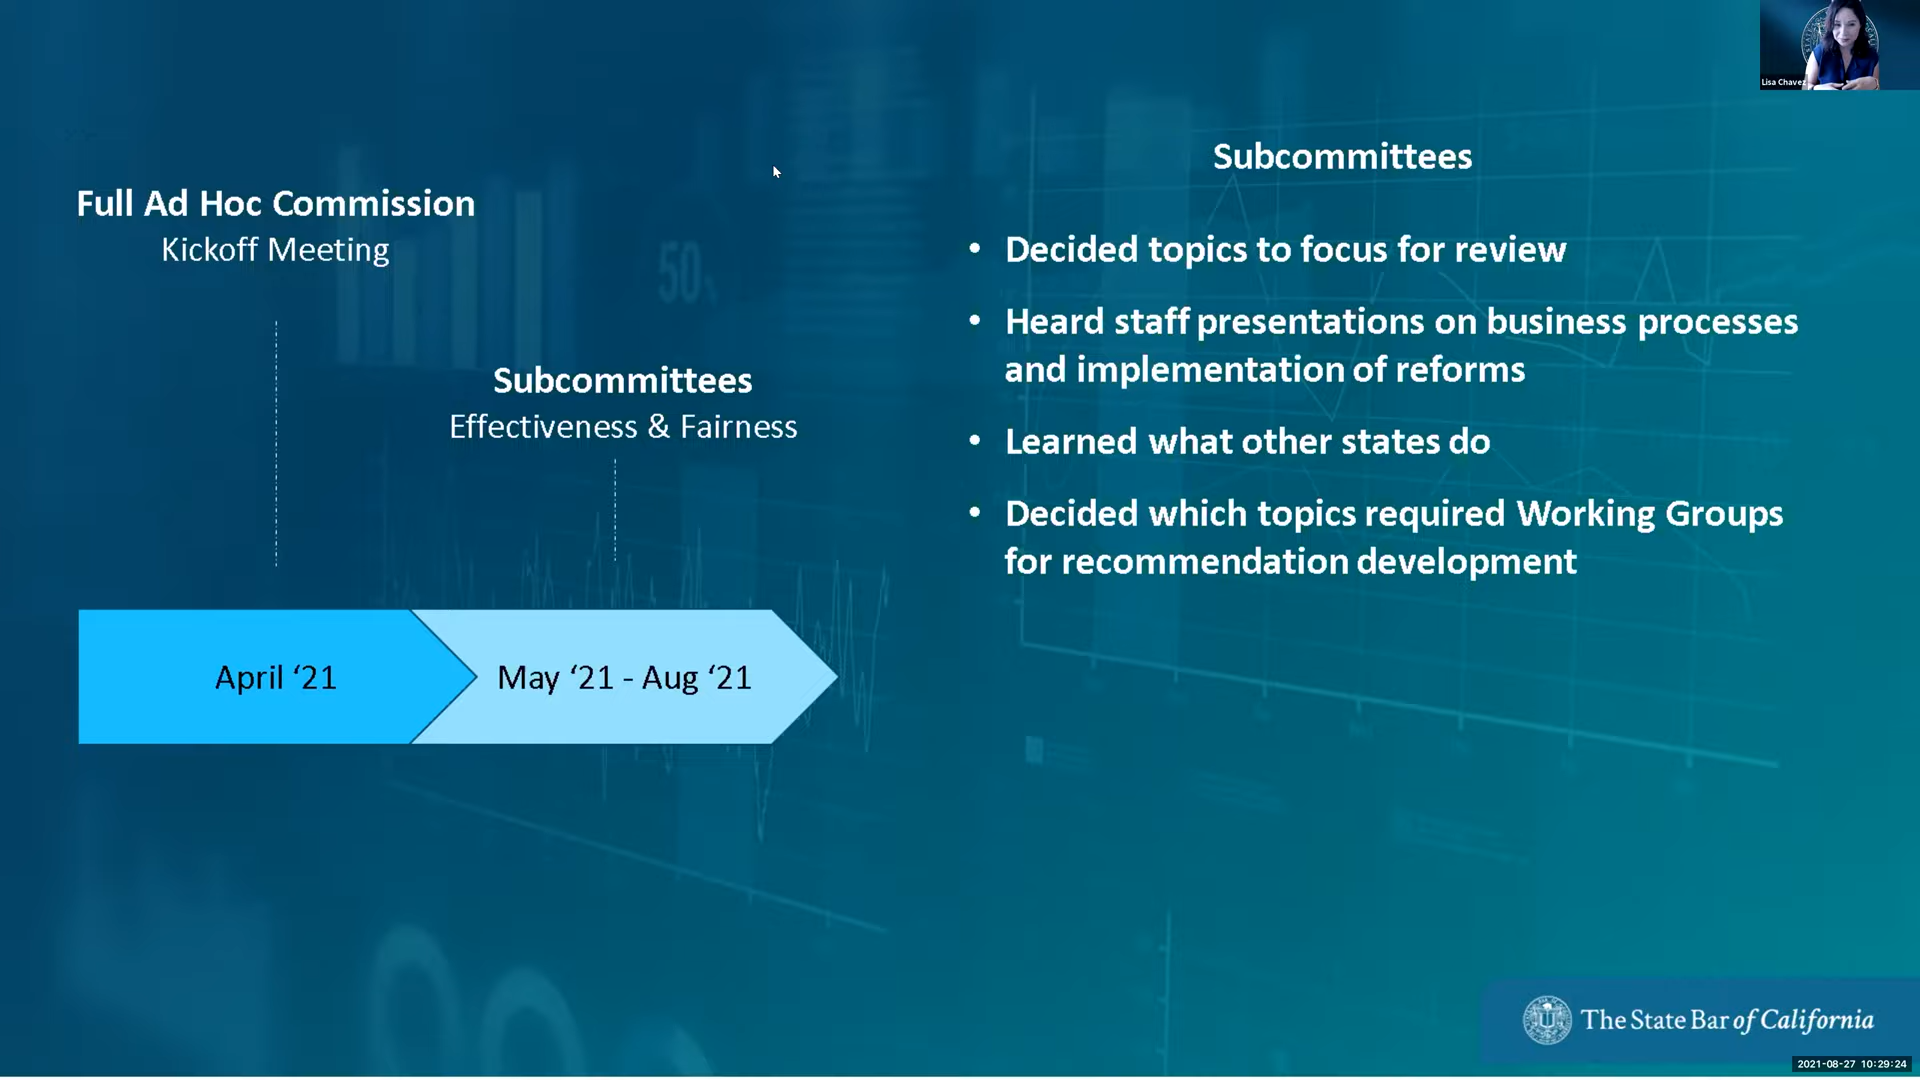 Lisa Chavez
Full Ad Hoc Commission
Kickoff Meeting
50%
Subcommittees
Effectiveness & Fairness
April ‘21
May ‘21 - Aug ‘21
Subcommittees
• Decided topics to focus for review
• Heard staff presentations on business processes
and implementation of reforms
• Learned what other states do
• Decided which topics required Working Groups
for recommendation development
The State Bar of California
2021-08-27 10:29:24